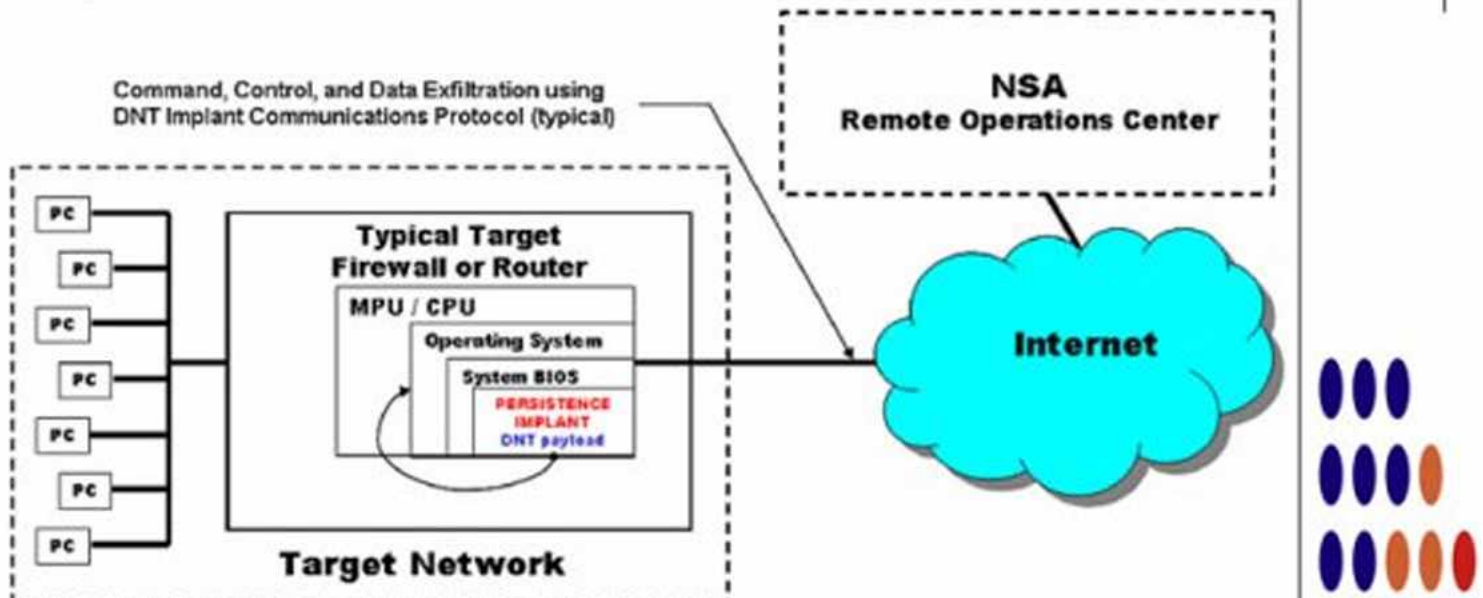 Command, Control, and Data Exfiltration using
DNT Implant Communications Protocol (typical)
NSA
Remote Operations Center
PC
PC
PC
PC
PC
PC
PC
Typical Target
Firewall or Router
MPU / CPU
Operating System
System BIOS
PERSISTENCE
IMPLANT
DNT payload
Internet
Target Network